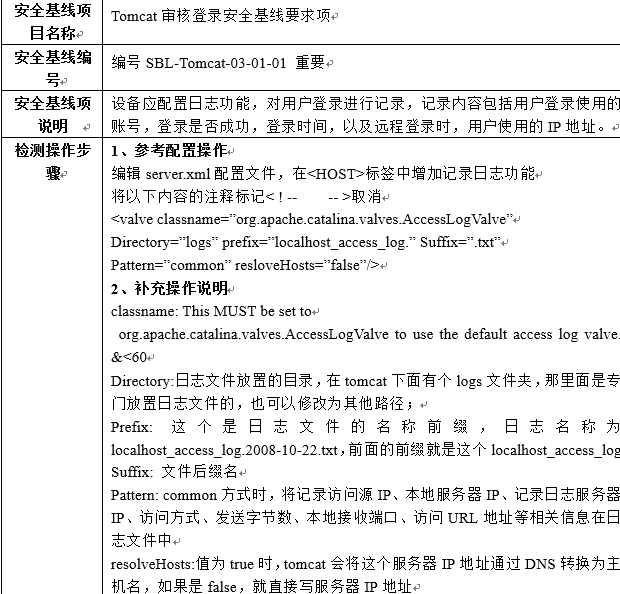 安全基线项
目名称
Tomcat 审核登录安全基线要求项
安全基线编
号
编号 SBL-Tomcat-03-01-01 重要
安全基线项
说明
设备应配置日志功能，对用户登录进行记录，记录内容包括用户登录使用的
账号，登录是否成功，登录时间，以及远程登录时，用户使用的 IP 地址。
检测操作步
骤
1、参考配置操作
编辑 server.xml 配置文件，在<HOST>标签中增加记录日志功能
将以下内容的注释标记< ! -- -- >取消
<valve classname=”org.apache.catalina.valves.AccessLogValve”
Directory=”logs” prefix=”localhost_access_log.” Suffix=”.txt”
Pattern=”common” resloveHosts=”false”/>
2、补充操作说明
classname: This MUST be set to
org.apache.catalina.valves.AccessLogValve to use the default access log valve.
&<60
Directory:日志文件放置的目录，在 tomcat 下面有个 logs 文件夹，那里面是专
门放置日志文件的，也可以修改为其他路径；
Prefix: 这个是日志文件的名称前缀，日志名称为
localhost_access_log.2008-10-22.txt，前面的前缀就是这个 localhost_access_log
Suffix: 文件后缀名
Pattern: common 方式时，将记录访问源 IP、本地服务器 IP、记录日志服务器
IP、访问方式、发送字节数、本地接收端口、访问 URL 地址等相关信息在日
志文件中
resolveHosts:值为 true 时，tomcat 会将这个服务器 IP 地址通过 DNS 转换为主
机名，如果是 false，就直接写服务器 IP 地址